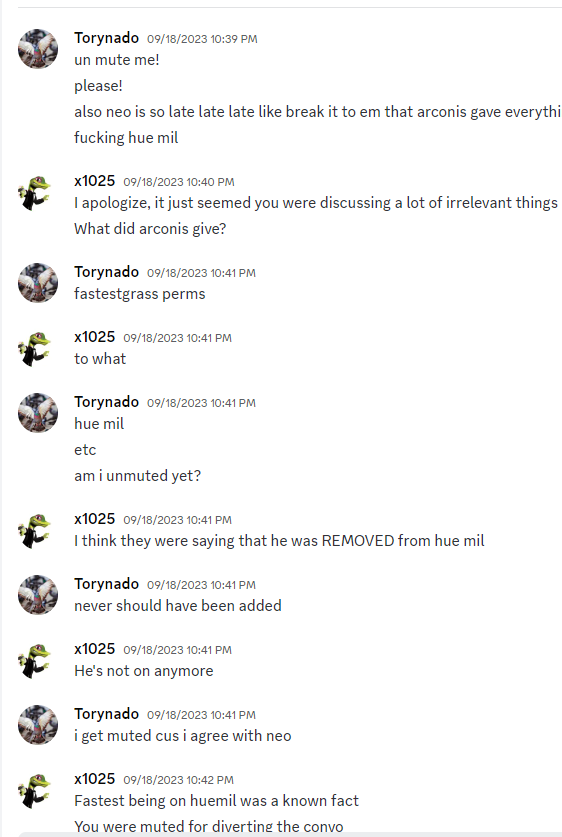 Torynado 09/18/2023 10:39 PM
un mute me!
please!
also neo is so late late late like break it to em that arconis gave everythi
fucking hue mil
x1025 09/18/2023 10:40 PM
I apologize, it just seemed you were discussing a lot of irrelevant things
What did arconis give?
Torynado 09/18/2023 10:41 PM
fastestgrass perms
x1025 09/18/2023 10:41 PM
to what
Torynado 09/18/2023 10:41 PM
hue mil
etc
am i unmuted yet?
x1025 09/18/2023 10:41 PM
I think they were saying that he was REMOVED from hue mil
Torynado 09/18/2023 10:41 PM
never should have been added
x1025 09/18/2023 10:41 PM
He's not on anymore
Torynado 09/18/2023 10:41 PM
i get muted cus i agree with neo
x1025 09/18/2023 10:42 PM
Fastest being on huemil was a known fact
You were muted for diverting the convo